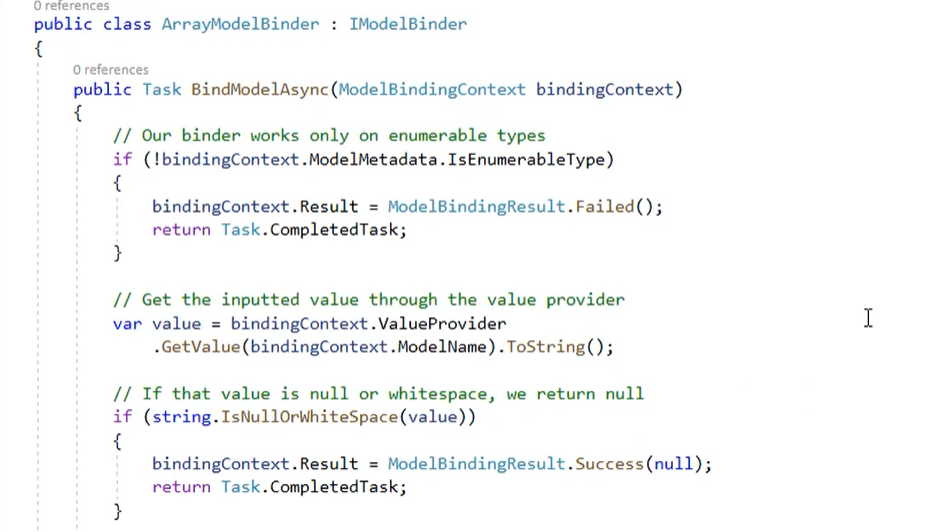 0 references
public class ArrayModelBinder : IModelBinder
{
0 references
public Task BindModelAsync(ModelBindingContext bindingContext)
{
// Our binder works only on enumerable types
if (!bindingContext.ModelMetadata.IsEnumerableType)
{
bindingContext.Result = ModelBindingResult.Failed();
return Task.CompletedTask;
}
// Get the inputted value through the value provider
var value = bindingContext.ValueProvider
.GetValue(bindingContext.ModelName).ToString();
// If that value is null or whitespace, we return null
if (string.IsNullOrWhiteSpace(value))
{
bindingContext.Result = ModelBindingResult.Success(null);
return Task.CompletedTask;
}